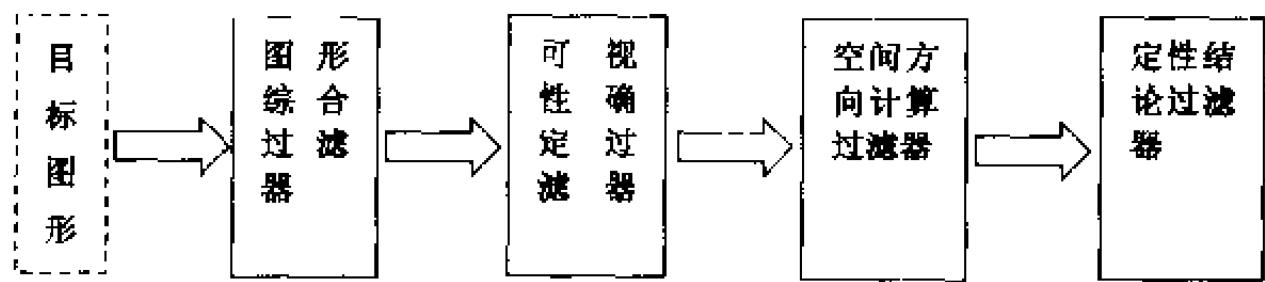 目
标
图
形
图 形
综 合
过 滤
器
可 视
性 确
定 过
滤 器
空间方
向计算
过滤器
定性结
论过滤
器